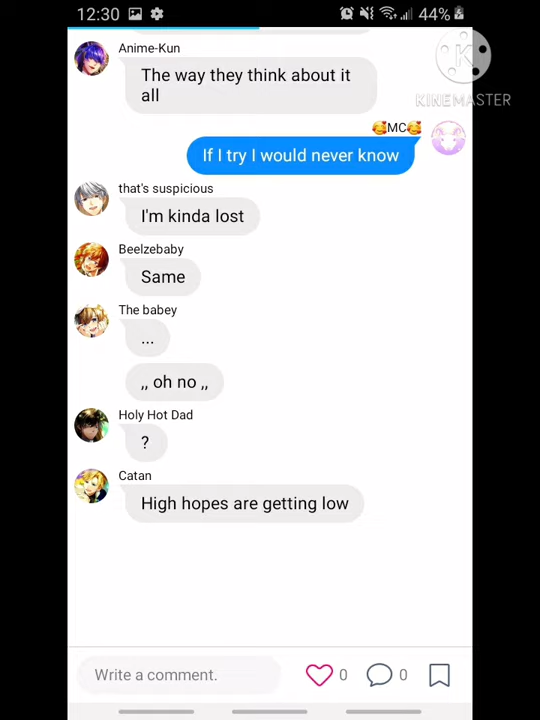 12:30
44%
Anime-Kun
The way they think about it
all
K
KINEMASTER
🥰MC🥰
If I try I would never know
that's suspicious
I'm kinda lost
Beelzebaby
Same
The babey
...
,, oh no ,,
Holy Hot Dad
?
Catan
High hopes are getting low
Write a comment.
0
0